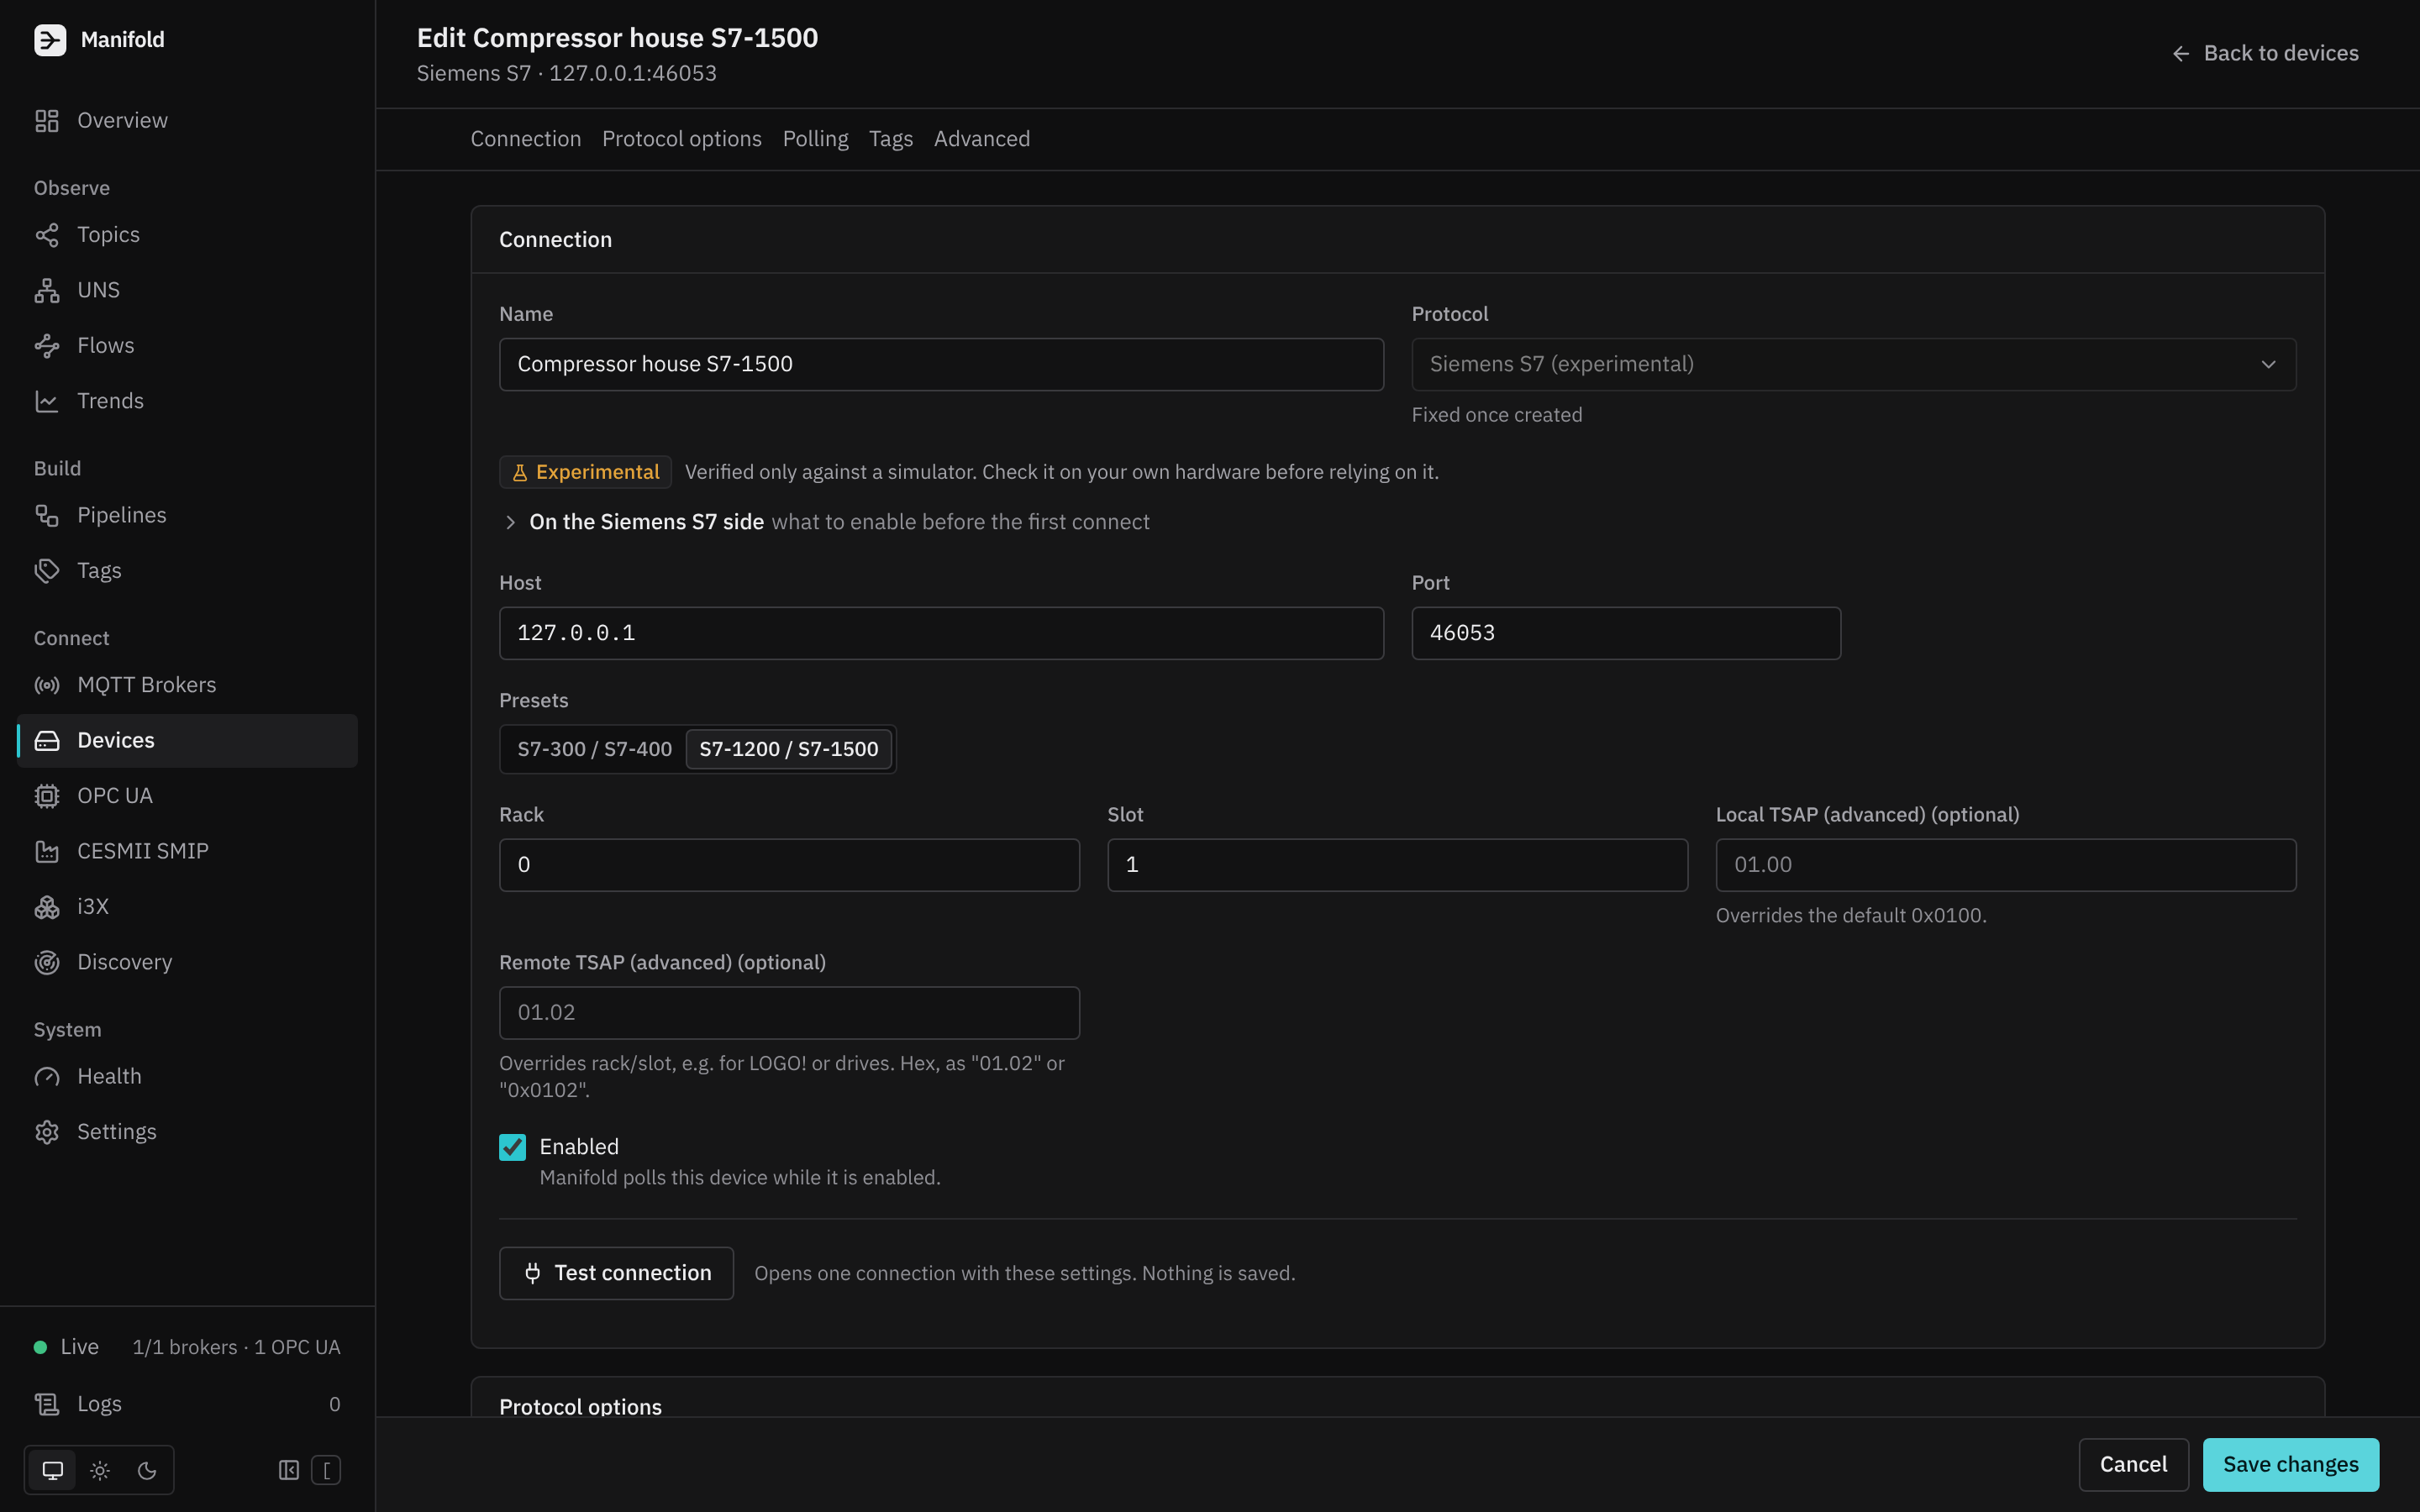 Manifold
Overview
Observe
Topics
UNS
Flows
Trends
Build
Pipelines
Tags
Connect
MQTT Brokers
Devices
OPC UA
CESMII SMIP
i3X
Discovery
System
Health
Settings
Live 1/1 brokers · 1 OPC UA
Logs 0
[
Edit Compressor house S7-1500
Siemens S7 · 127.0.0.1:46053
Back to devices
Connection Protocol options Polling Tags Advanced
Connection
Name
Compressor house S7-1500
Protocol
Siemens S7 (experimental)
Fixed once created
Experimental Verified only against a simulator. Check it on your own hardware before relying on it.
On the Siemens S7 side what to enable before the first connect
Host
127.0.0.1
Port
46053
Presets
S7-300 / S7-400 S7-1200 / S7-1500
Rack
0
Slot
1
Local TSAP (advanced) (optional)
01.00
Overrides the default 0x0100.
Remote TSAP (advanced) (optional)
01.02
Overrides rack/slot, e.g. for LOGO! or drives. Hex, as "01.02" or
"0x0102".
Enabled
Manifold polls this device while it is enabled.
Test connection Opens one connection with these settings. Nothing is saved.
Protocol options
Cancel Save changes